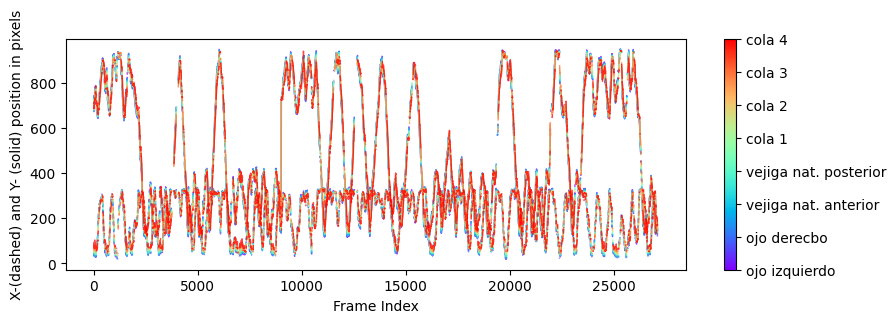 X-(dashed) and Y- (solid) position in pixels
800
600
400
200
0
0
5000
10000
15000
20000
25000
Frame Index
cola 4
cola 3
cola 2
cola 1
vejiga nat. posterior
vejiga nat. anterior
ojo derecbo
ojo izquierdo